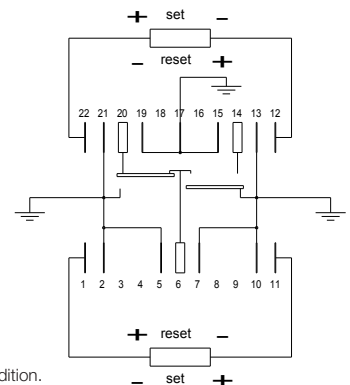 + set -
- reset +
22 21 20 19 18 17 16 15 14 13 12
1 2 3 4 5 6 7 8 9 10 11
+ reset -
- set +
dition.